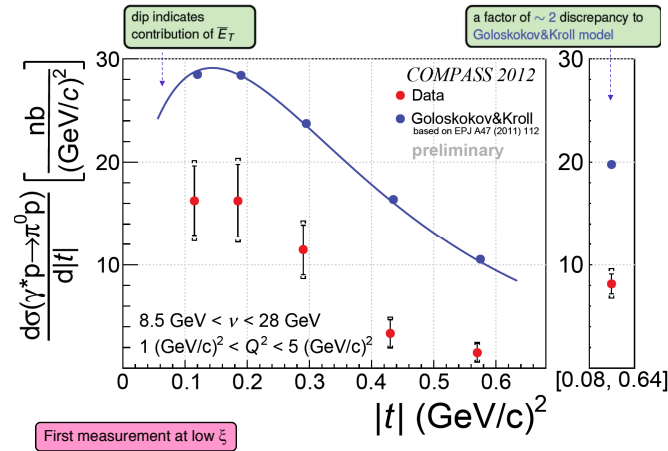 dip indicates
contribution of E̅_T
a factor of ∼ 2 discrepancy to
Goloskokov&Kroll model
dσ(γ*p→π⁰p)/d|t| [nb/(GeV/c)²]
30
20
10
COMPASS 2012
Data
Goloskokov&Kroll
based on EPJ A47 (2011) 112
preliminary
8.5 GeV < ν < 28 GeV
1 (GeV/c)² < Q² < 5 (GeV/c)²
0 0.1 0.2 0.3 0.4 0.5 0.6
|t| (GeV/c)²
30
20
10
[0.08, 0.64]
First measurement at low ξ